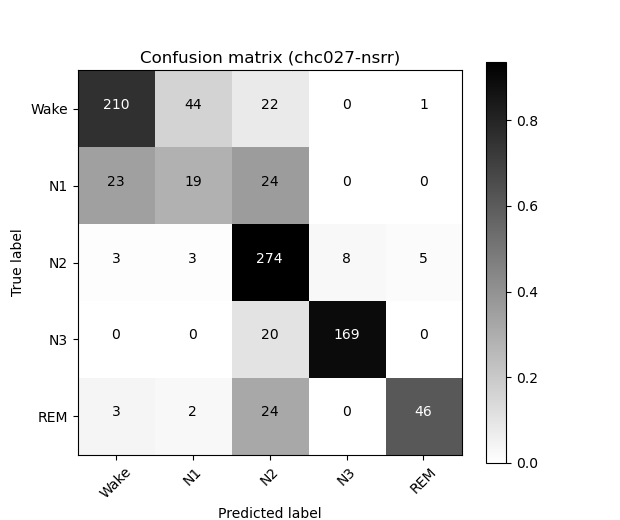 Confusion matrix (chc027-nsrr)
Wake 210 44 22 0 1
N1 23 19 24 0 0
N2 3 3 274 8 5
N3 0 0 20 169 0
REM 3 2 24 0 46
Wake N1 N2 N3 REM
Predicted label
True label
0.8
0.6
0.4
0.2
0.0